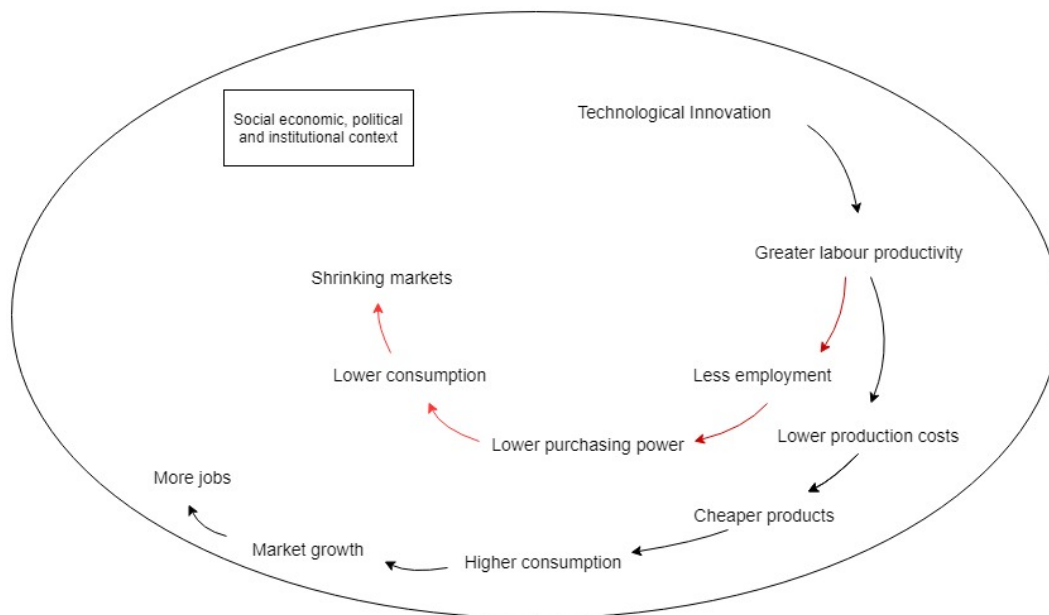 Technological Innovation
Social economic, political
and institutional context
Greater labour productivity
Shrinking markets
Lower consumption
Less employment
Lower production costs
Lower purchasing power
More jobs
Cheaper products
Market growth
Higher consumption